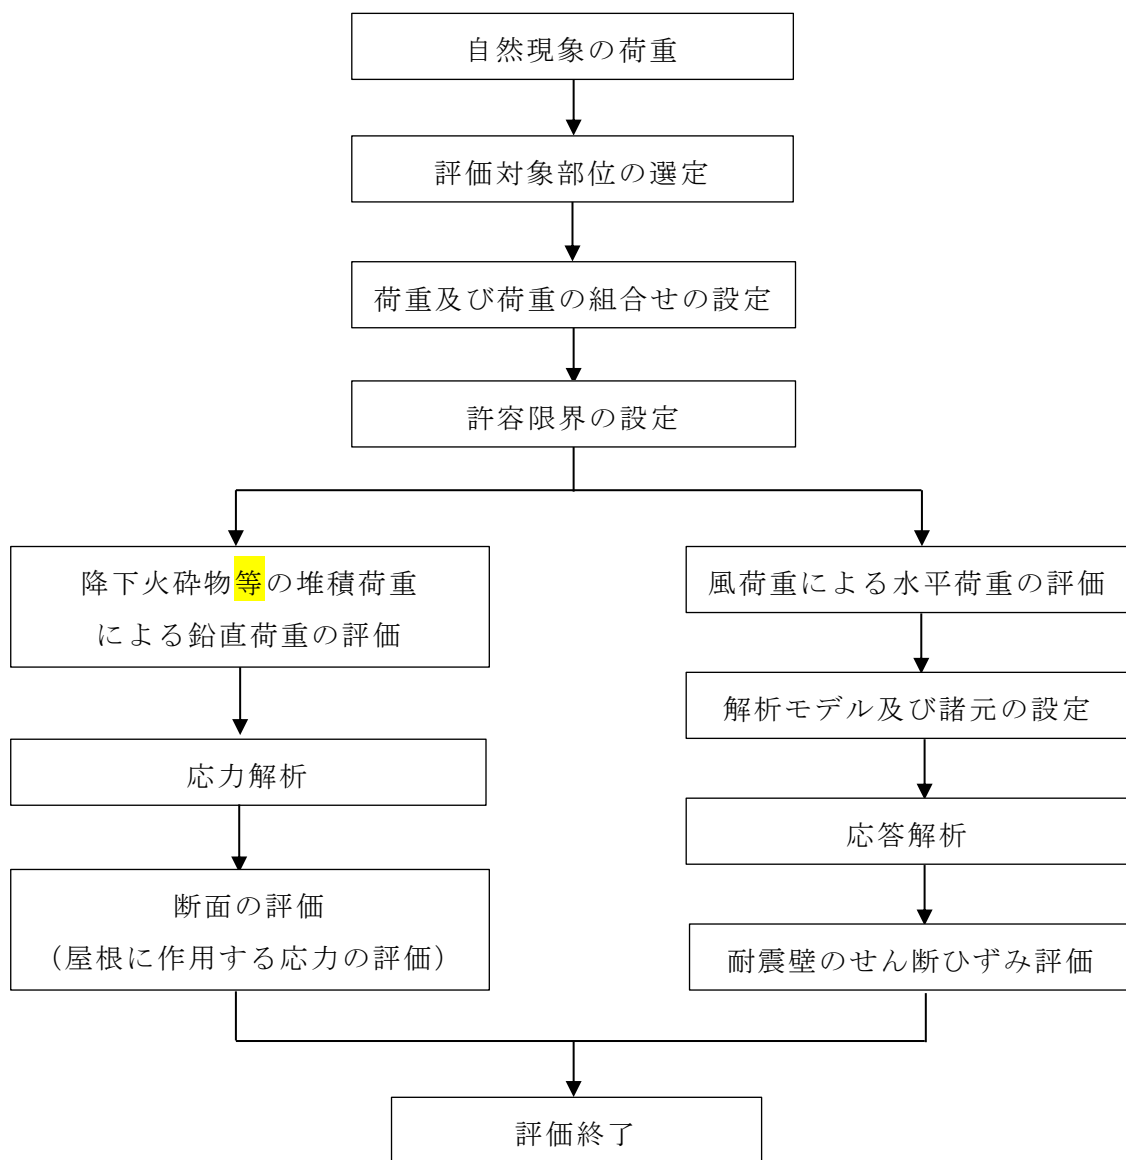 自然現象の荷重
評価対象部位の選定
荷重及び荷重の組合せの設定
許容限界の設定
降下火砕物等の堆積荷重
による鉛直荷重の評価
応力解析
断面の評価
（屋根に作用する応力の評価）
風荷重による水平荷重の評価
解析モデル及び諸元の設定
応答解析
耐震壁のせん断ひずみ評価
評価終了